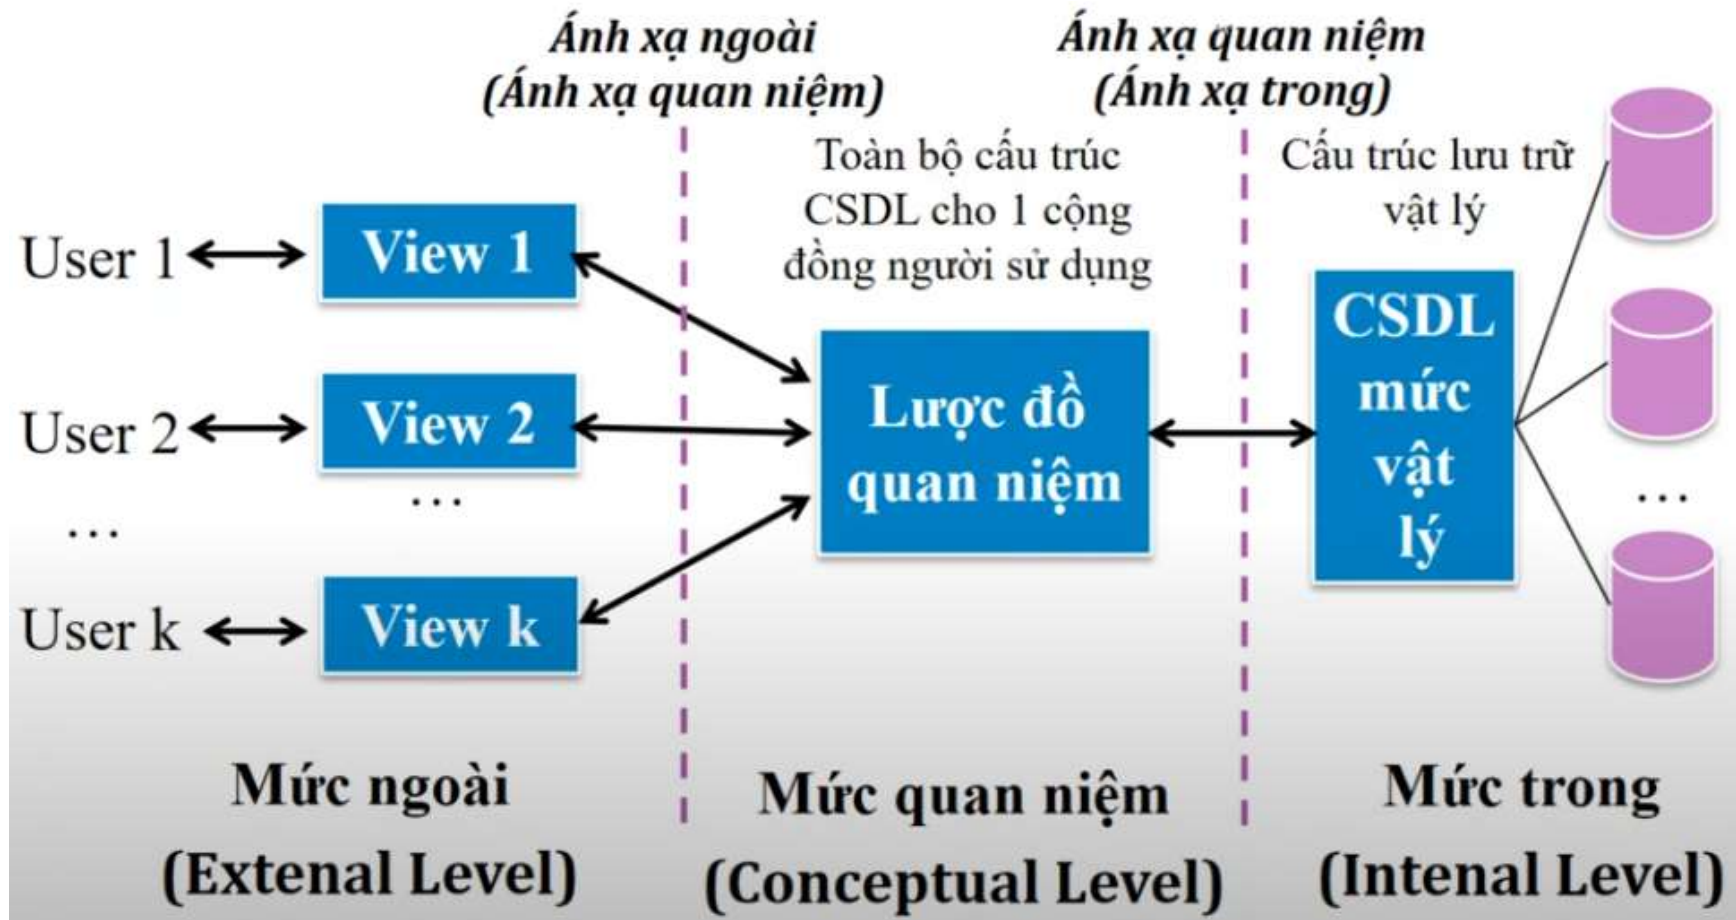 Ánh xạ ngoài
(Ánh xạ quan niệm)
Ánh xạ quan niệm
(Ánh xạ trong)
Toàn bộ cấu trúc
CSDL cho 1 cộng
đồng người sử dụng
Cấu trúc lưu trữ
vật lý
User 1
View 1
User 2
View 2
...
...
User k
View k
Lược đồ
quan niệm
CSDL
mức
vật
lý
...
Mức ngoài
(Extenal Level)
Mức quan niệm
(Conceptual Level)
Mức trong
(Intenal Level)